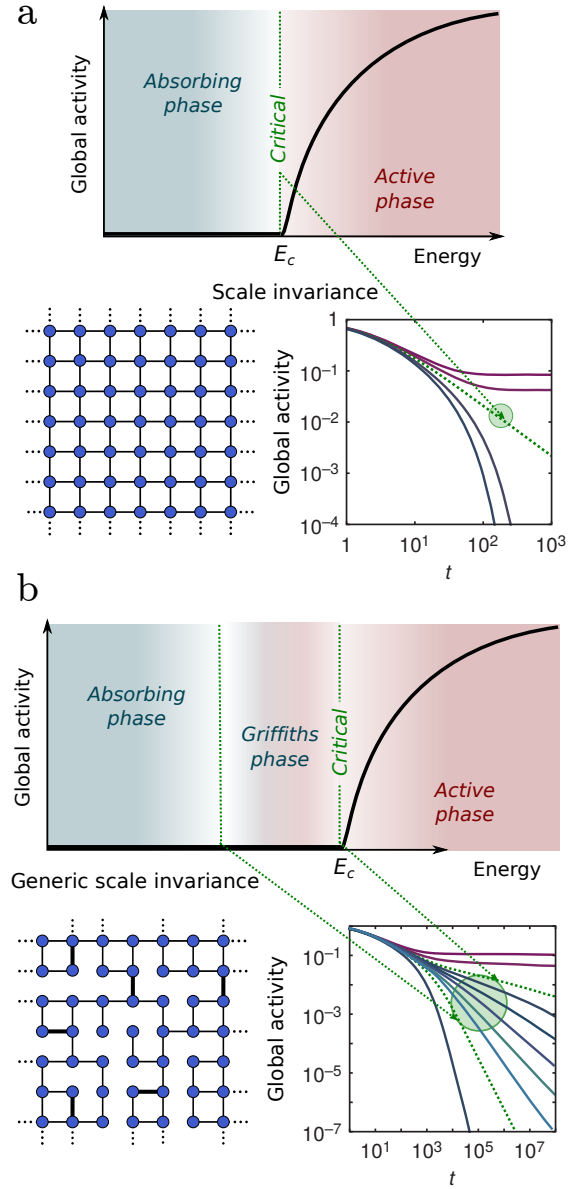 a
Global activity
Absorbing
phase
Critical
Active
phase
E_c
Energy
Scale invariance
Global activity
1
10^-1
10^-2
10^-3
10^-4
1
10^1
10^2
10^3
t
b
Global activity
Absorbing
phase
Griffiths
phase
Critical
Active
phase
E_c
Energy
Generic scale invariance
Global activity
10^-1
10^-3
10^-5
10^-7
10^1
10^3
10^5
10^7
t